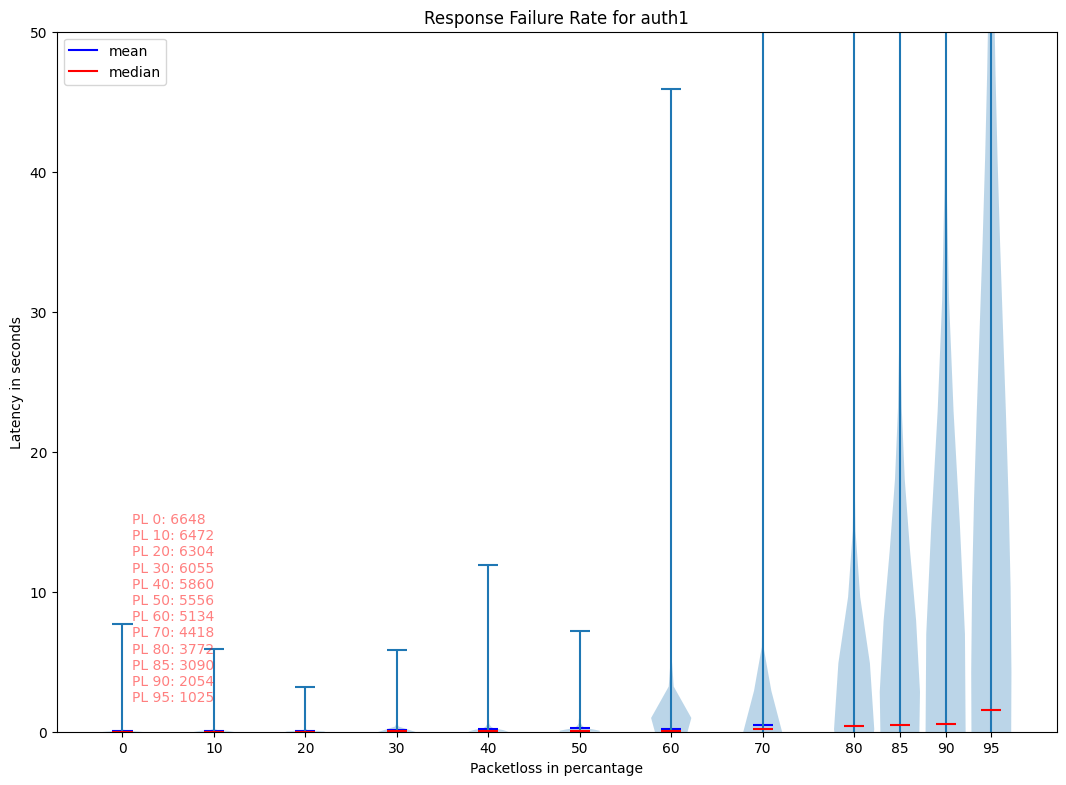 Response Failure Rate for auth1
mean
median
Latency in seconds
50
40
30
20
10
0
PL 0: 6648
PL 10: 6472
PL 20: 6304
PL 30: 6055
PL 40: 5860
PL 50: 5556
PL 60: 5134
PL 70: 4418
PL 80: 3772
PL 85: 3090
PL 90: 2054
PL 95: 1025
0 10 20 30 40 50 60 70 80 85 90 95
Packetloss in percantage